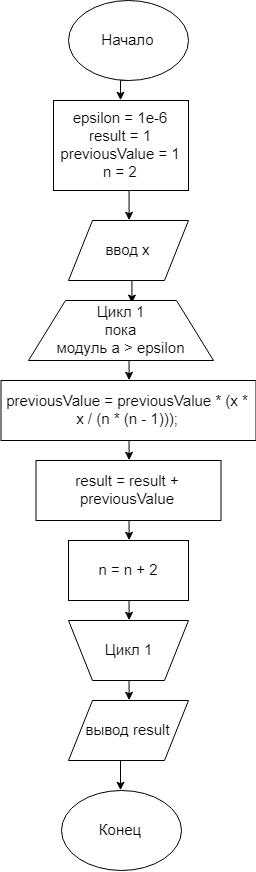 Начало
epsilon = 1e-6
result = 1
previousValue = 1
n = 2
ввод x
Цикл 1
пока
модуль a > epsilon
previousValue = previousValue * (x *
x / (n * (n - 1)));
result = result +
previousValue
n = n + 2
Цикл 1
вывод result
Конец